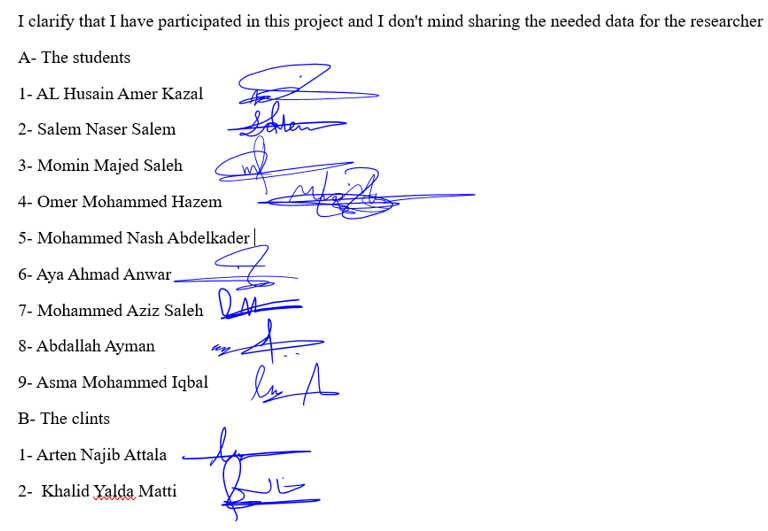 I clarify that I have participated in this project and I don't mind sharing the needed data for the researcher
A- The students
1- AL Husain Amer Kazal
2- Salem Naser Salem
3- Momin Majed Saleh
4- Omer Mohammed Hazem
5- Mohammed Nash Abdelkader
6- Aya Ahmad Anwar
7- Mohammed Aziz Saleh
8- Abdallah Ayman
9- Asma Mohammed Iqbal
B- The clints
1- Arten Najib Attala
2- Khalid Yalda Matti